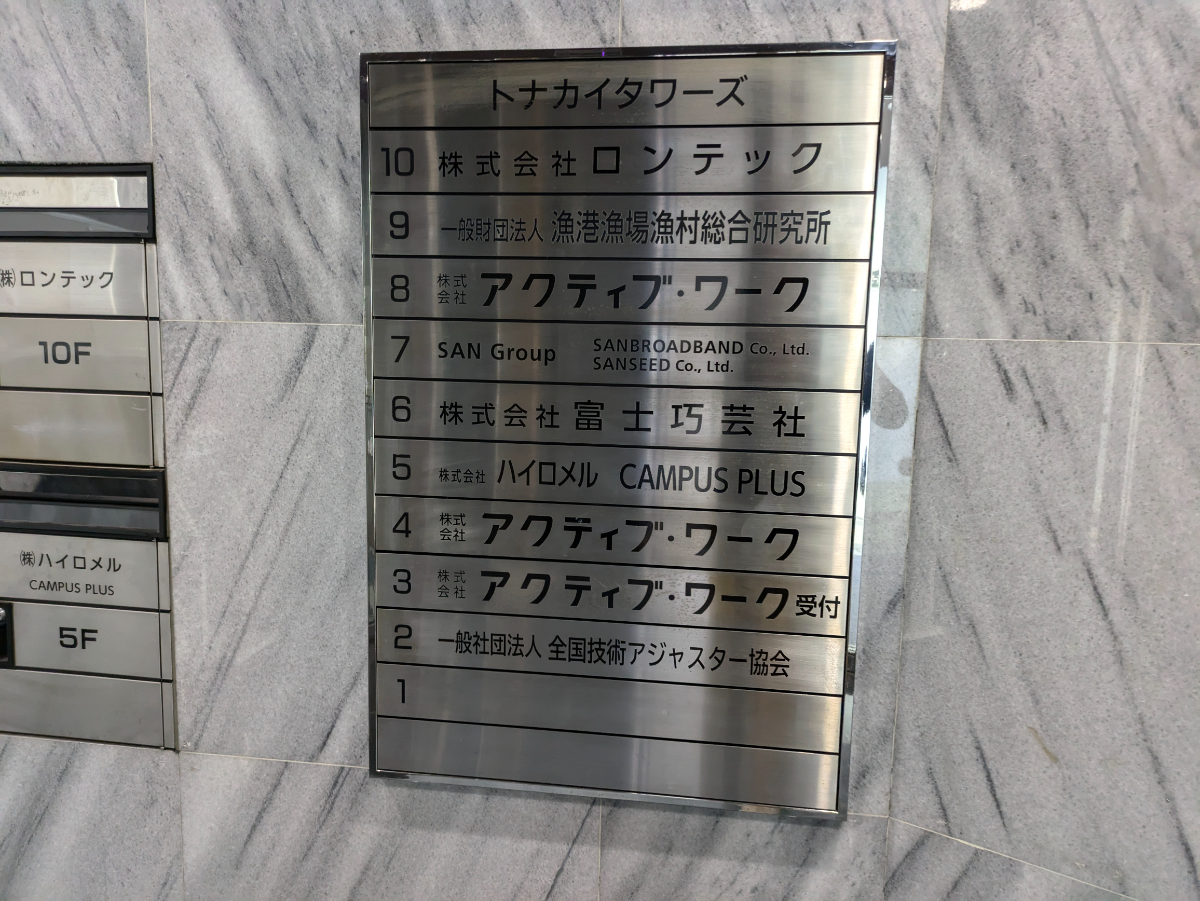 トナカイタワーズ
10 株式会社ロンテック
9 一般財団法人 漁港漁場漁村総合研究所
8 株式会社 アクティブ・ワーク
7 SAN Group SANBROADBAND Co., Ltd.
SANSEED Co., Ltd.
6 株式会社 富士巧芸社
5 株式会社 ハイロメル CAMPUS PLUS
4 株式会社 アクティブ・ワーク
3 株式会社 アクティブ・ワーク 受付
2 一般社団法人 全国技術アジャスター協会
1
㈱ロンテック
10F
㈱ハイロメル
CAMPUS PLUS
5F